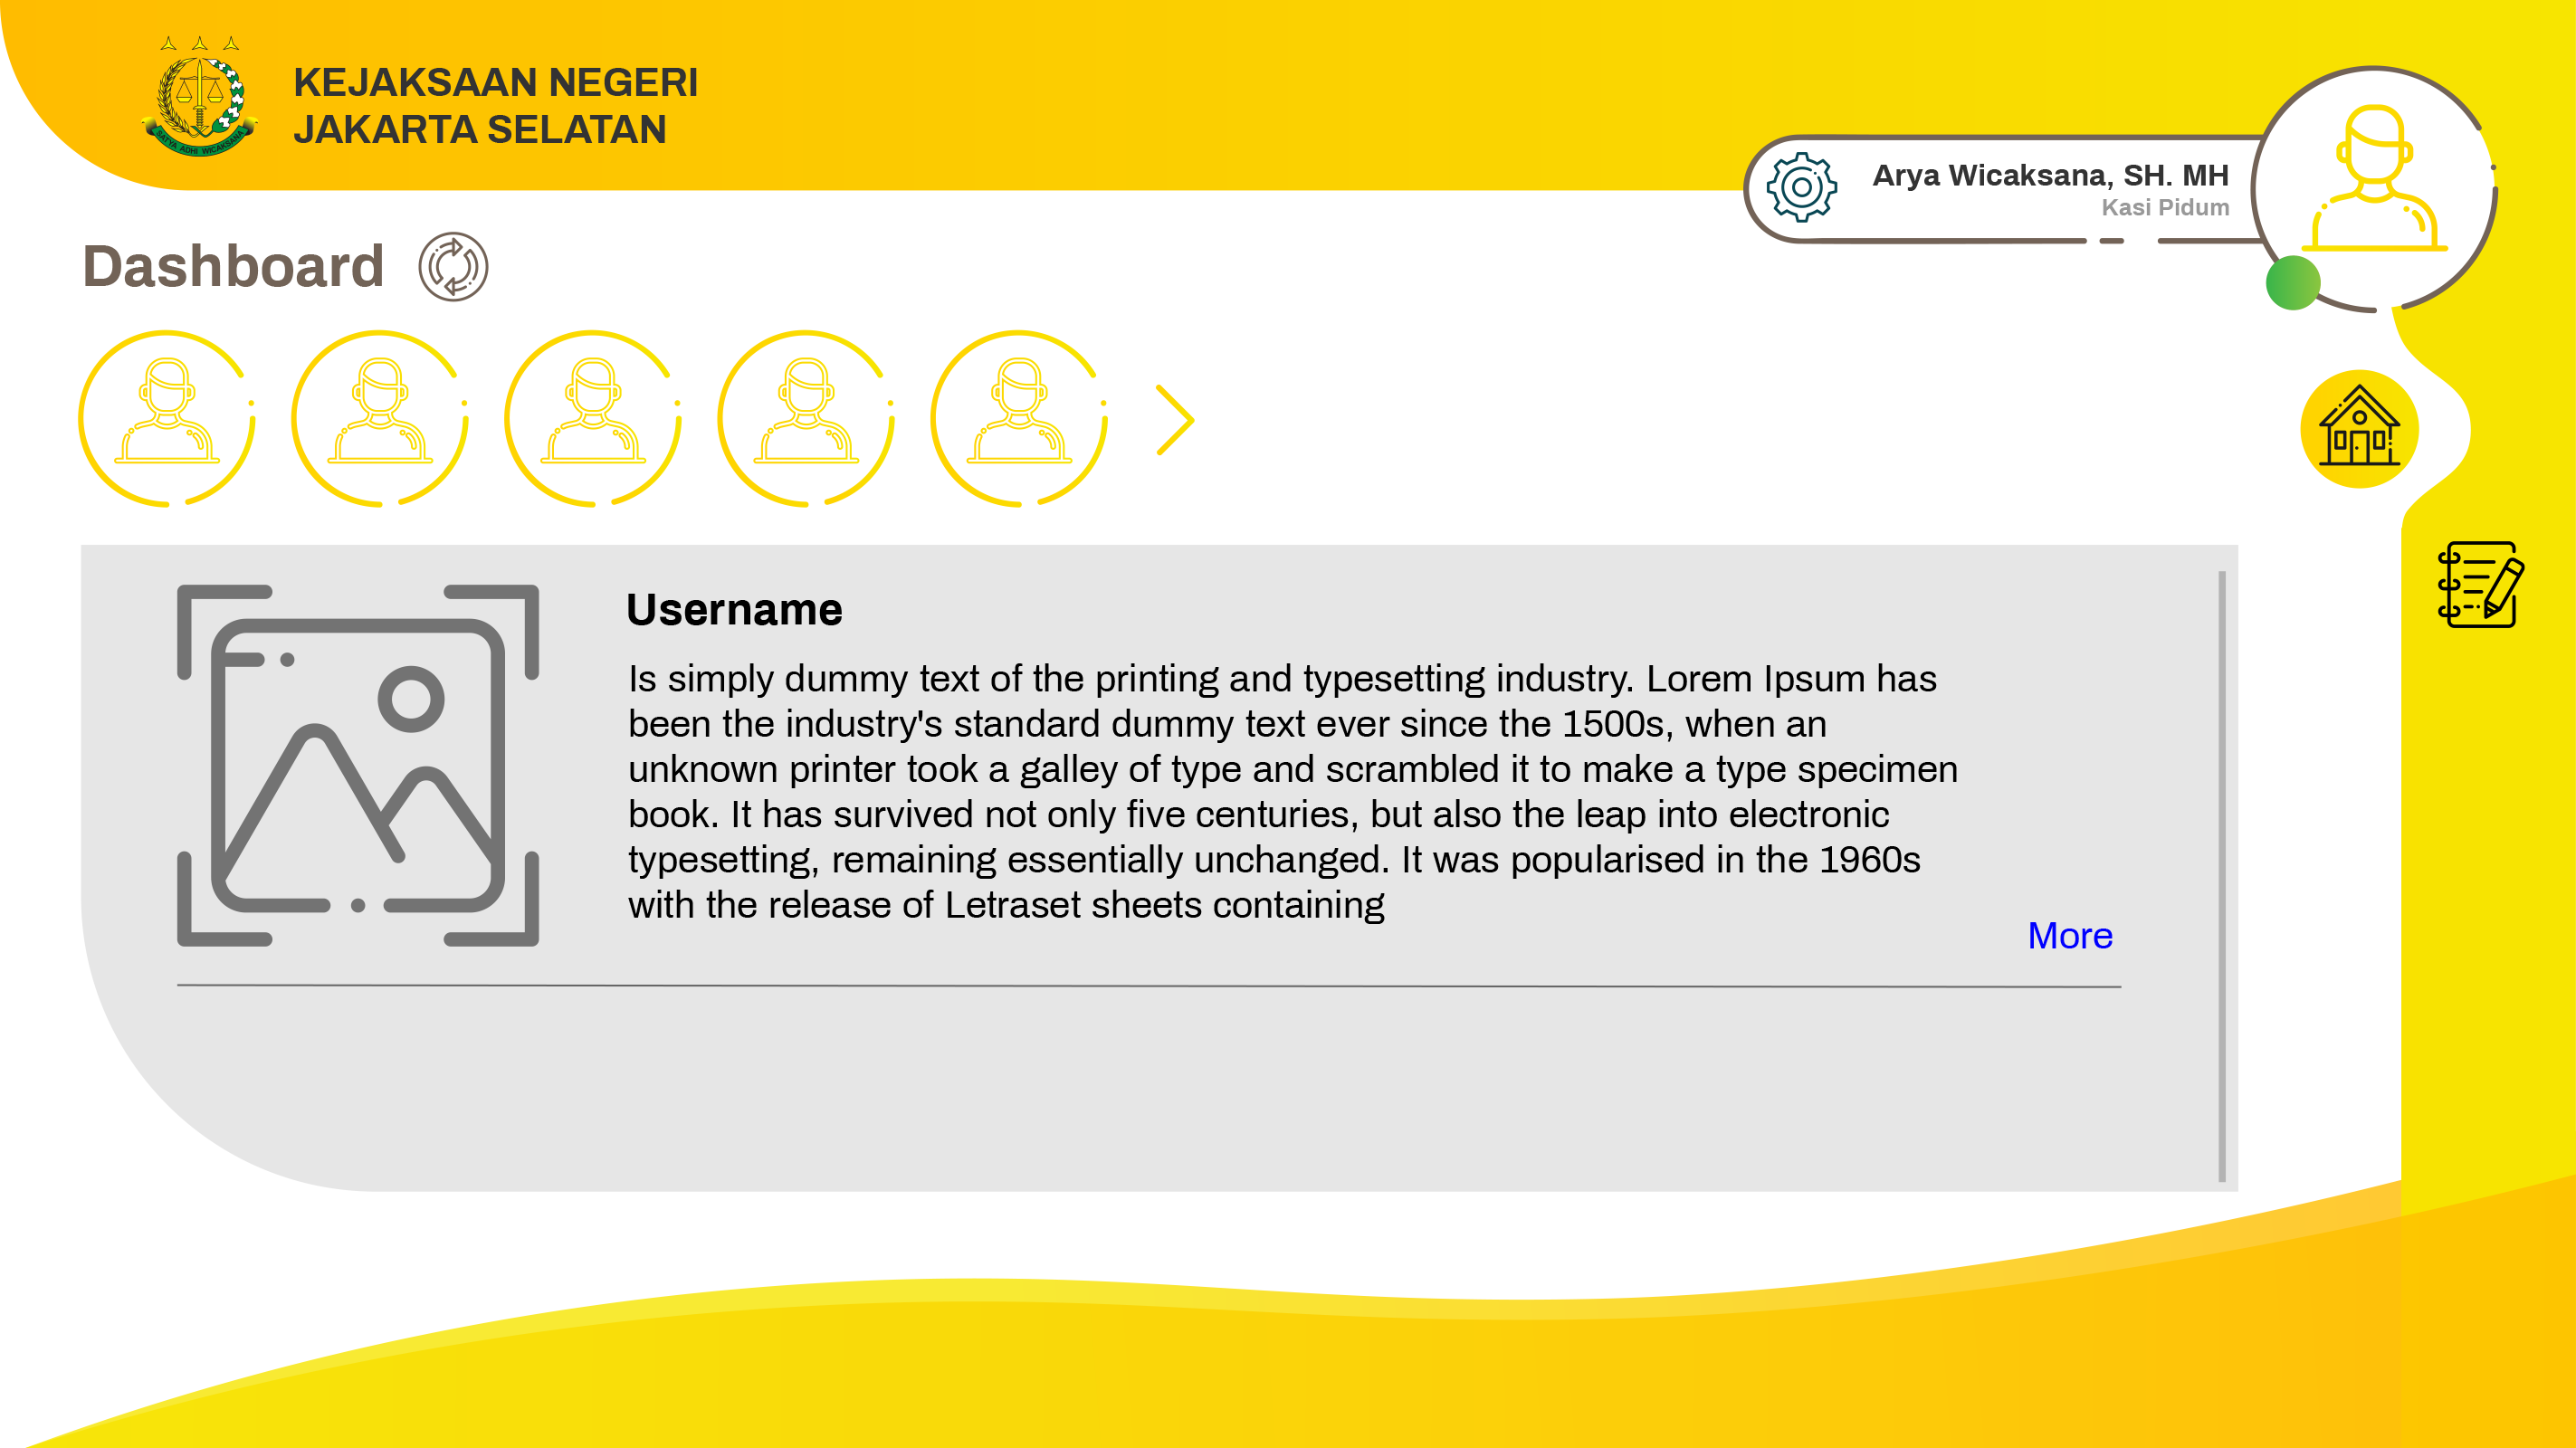 KEJAKSAAN NEGERI
JAKARTA SELATAN
SATYA ADHI WICAKSANA
Arya Wicaksana, SH. MH
Kasi Pidum
Dashboard
Username
Is simply dummy text of the printing and typesetting industry. Lorem Ipsum has
been the industry's standard dummy text ever since the 1500s, when an
unknown printer took a galley of type and scrambled it to make a type specimen
book. It has survived not only five centuries, but also the leap into electronic
typesetting, remaining essentially unchanged. It was popularised in the 1960s
with the release of Letraset sheets containing
More